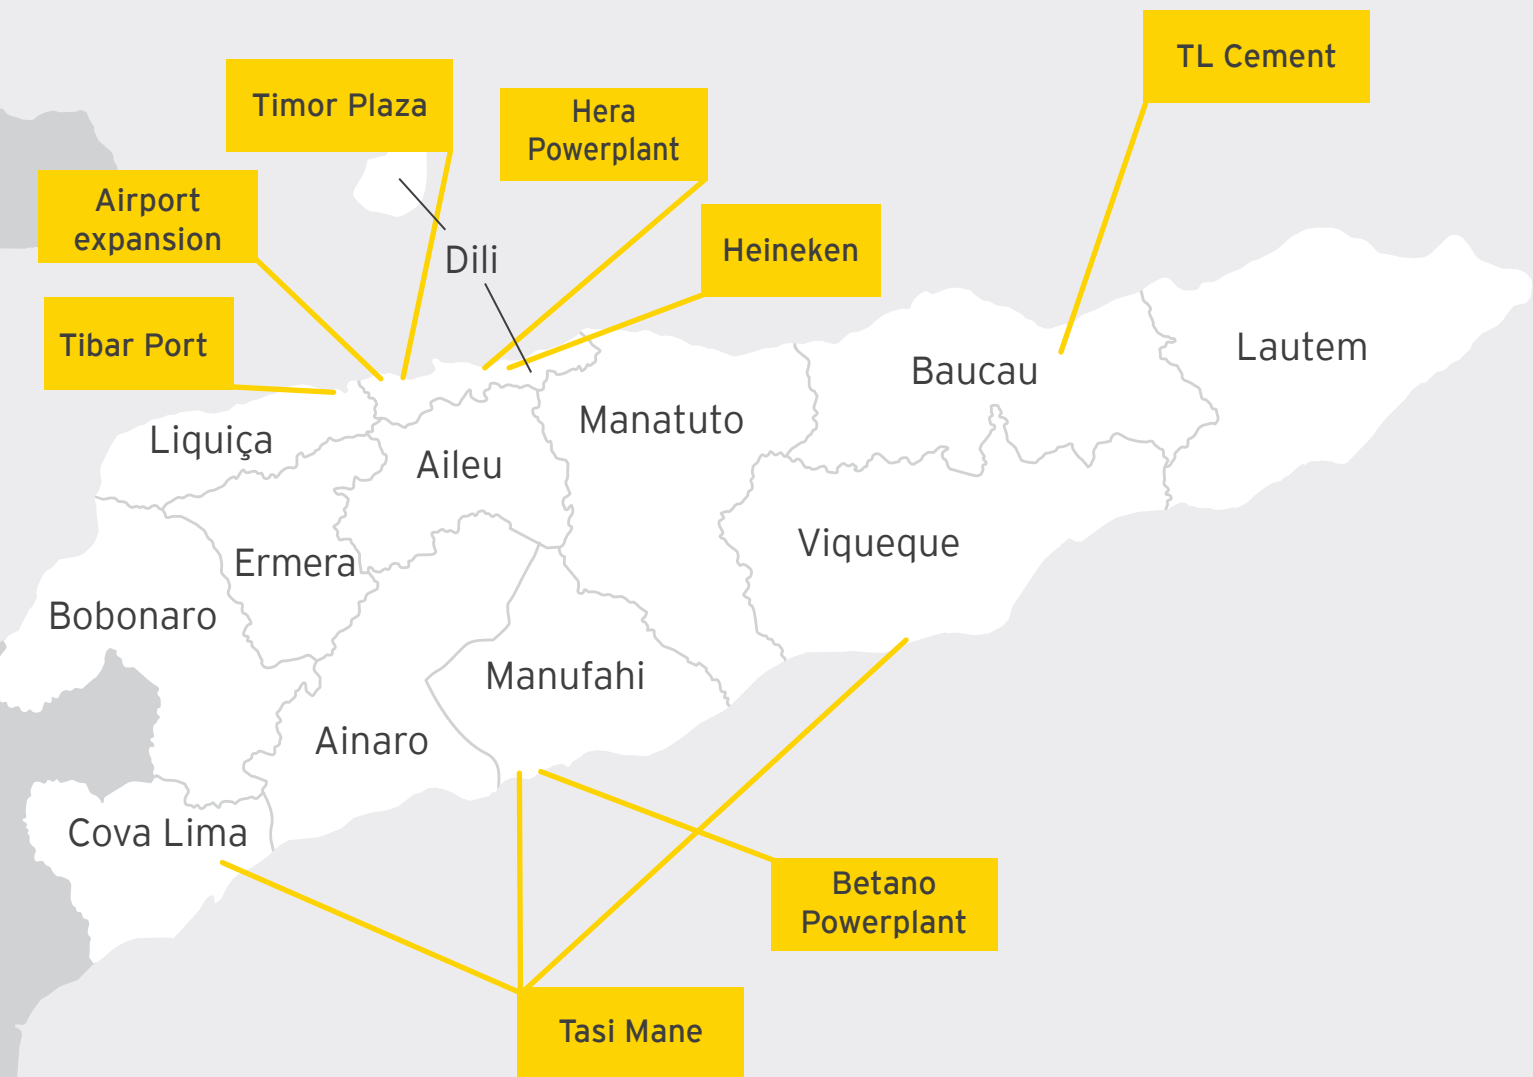 TL Cement
Timor Plaza
Hera
Powerplant
Airport
expansion
Heineken
Dili
Tibar Port
Lautem
Baucau
Manatuto
Liquiça
Aileu
Viqueque
Ermera
Bobonaro
Manufahi
Ainaro
Cova Lima
Betano
Powerplant
Tasi Mane